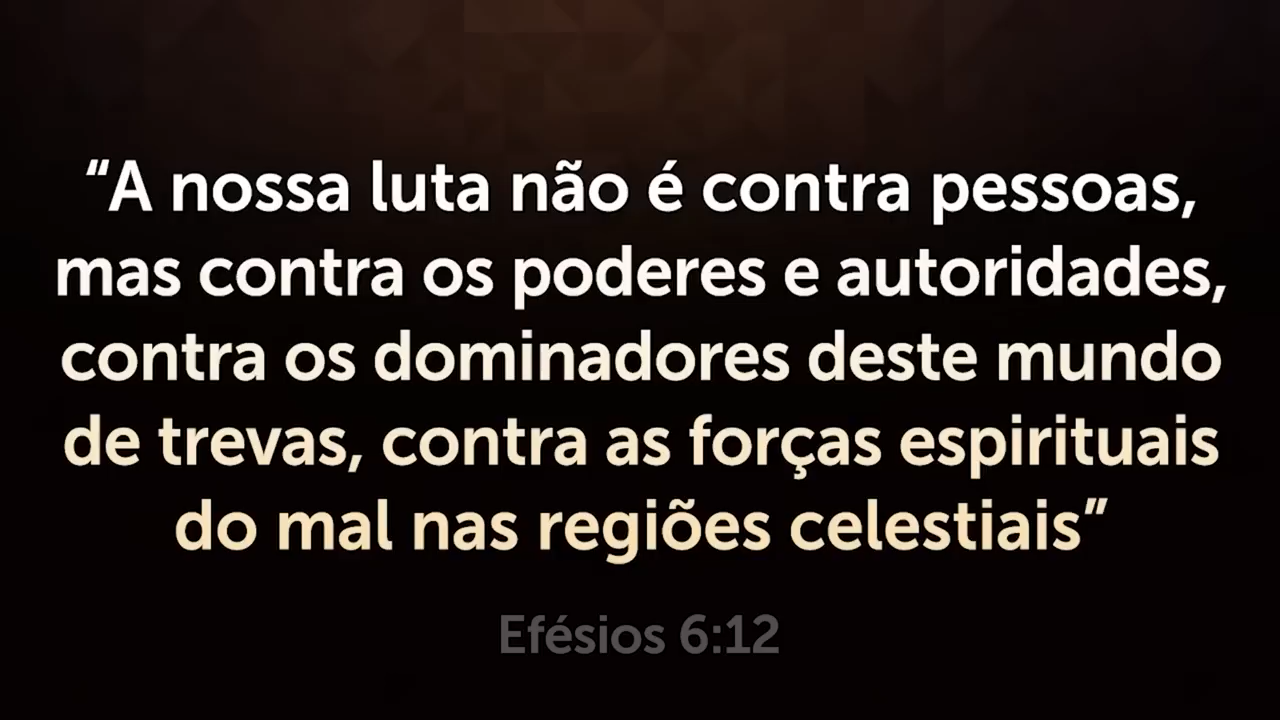 “A nossa luta não é contra pessoas,
mas contra os poderes e autoridades,
contra os dominadores deste mundo
de trevas, contra as forças espirituais
do mal nas regiões celestiais”
Efésios 6:12